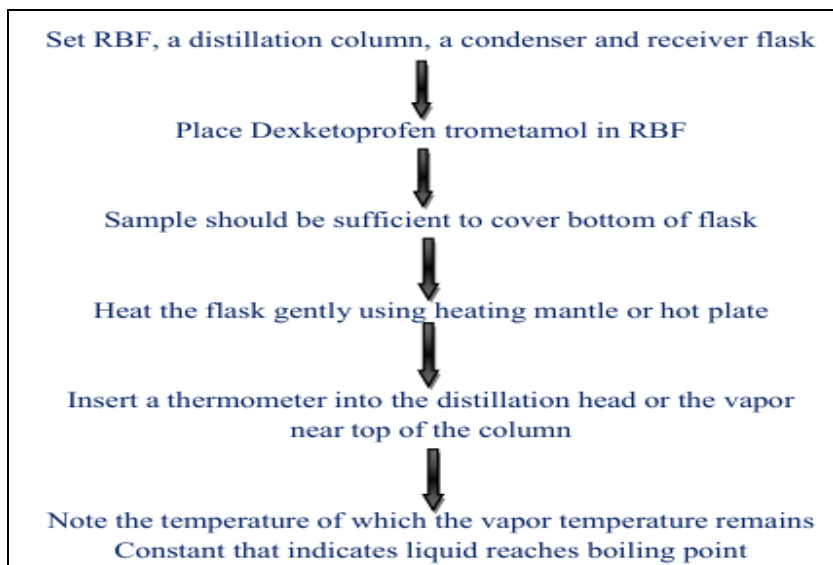 Set RBF, a distillation column, a condenser and receiver flask
Place Dexketoprofen trometamol in RBF
Sample should be sufficient to cover bottom of flask
Heat the flask gently using heating mantle or hot plate
Insert a thermometer into the distillation head or the vapor
near top of the column
Note the temperature of which the vapor temperature remains
Constant that indicates liquid reaches boiling point